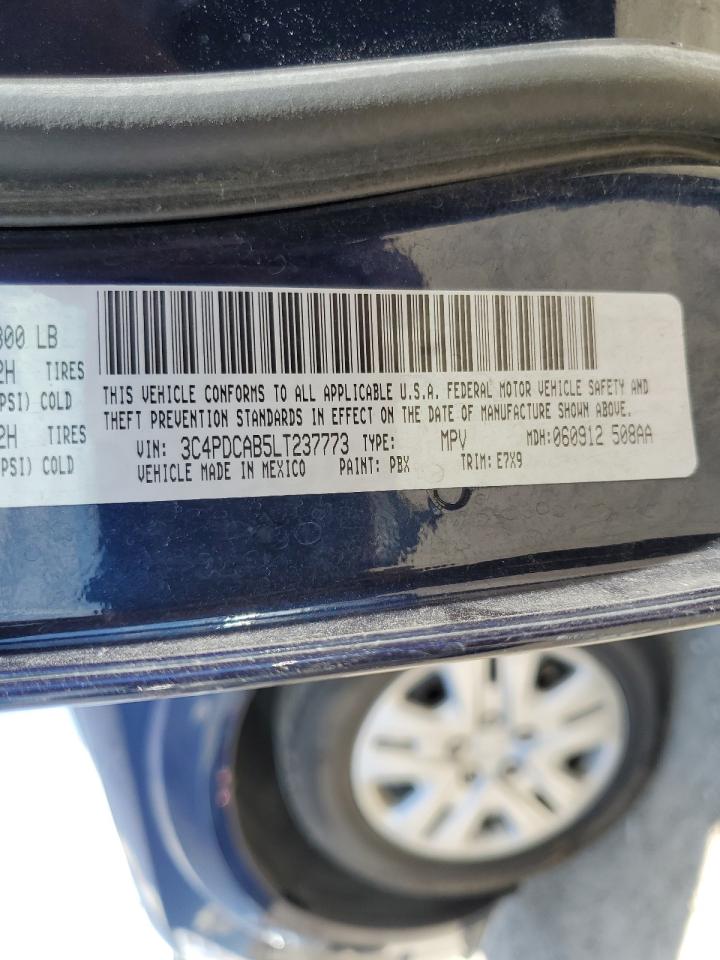 800 LB
2H TIRES
PSI) COLD
2H TIRES
PSI) COLD
THIS VEHICLE CONFORMS TO ALL APPLICABLE U.S.A. FEDERAL MOTOR VEHICLE SAFETY AND
THEFT PREVENTION STANDARDS IN EFFECT ON THE DATE OF MANUFACTURE SHOWN ABOVE.
VIN: 3C4PDCAB5LT237773 TYPE: MPV MDH:060912 508AA
VEHICLE MADE IN MEXICO PAINT: PBX TRIM: E7X9